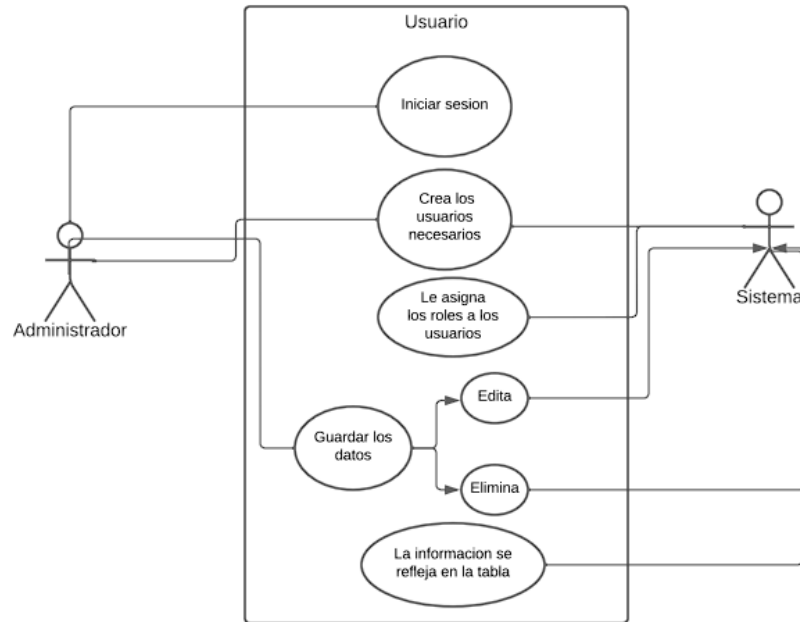 Usuario
Iniciar sesion
Crea los
usuarios
necesarios
Administrador
Sistema
Le asigna
los roles a los
usuarios
Edita
Guardar los
datos
Elimina
La informacion se
refleja en la tabla